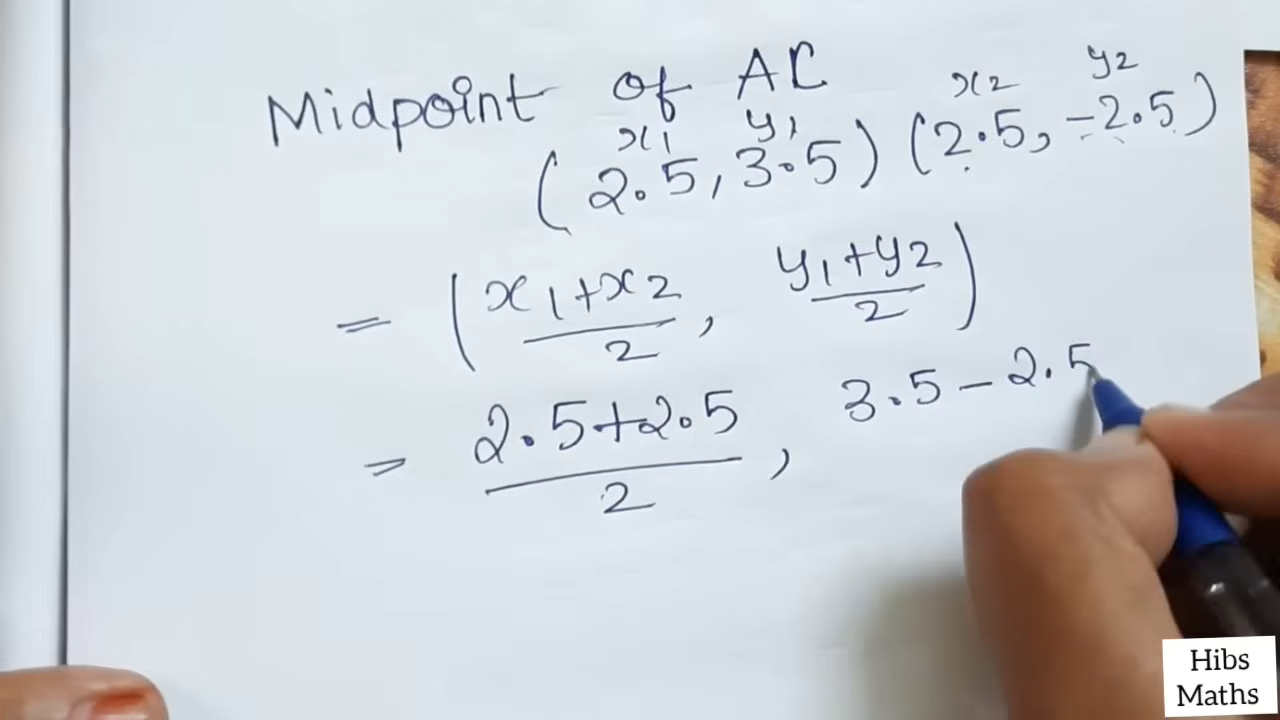 Midpoint of AC
x1 y1 x2 y2
(2.5, 3.5) (2.5, -2.5)
= (x1+x2/2, y1+y2/2)
= 2.5+2.5/2, 3.5-2.5
Hibs
Maths